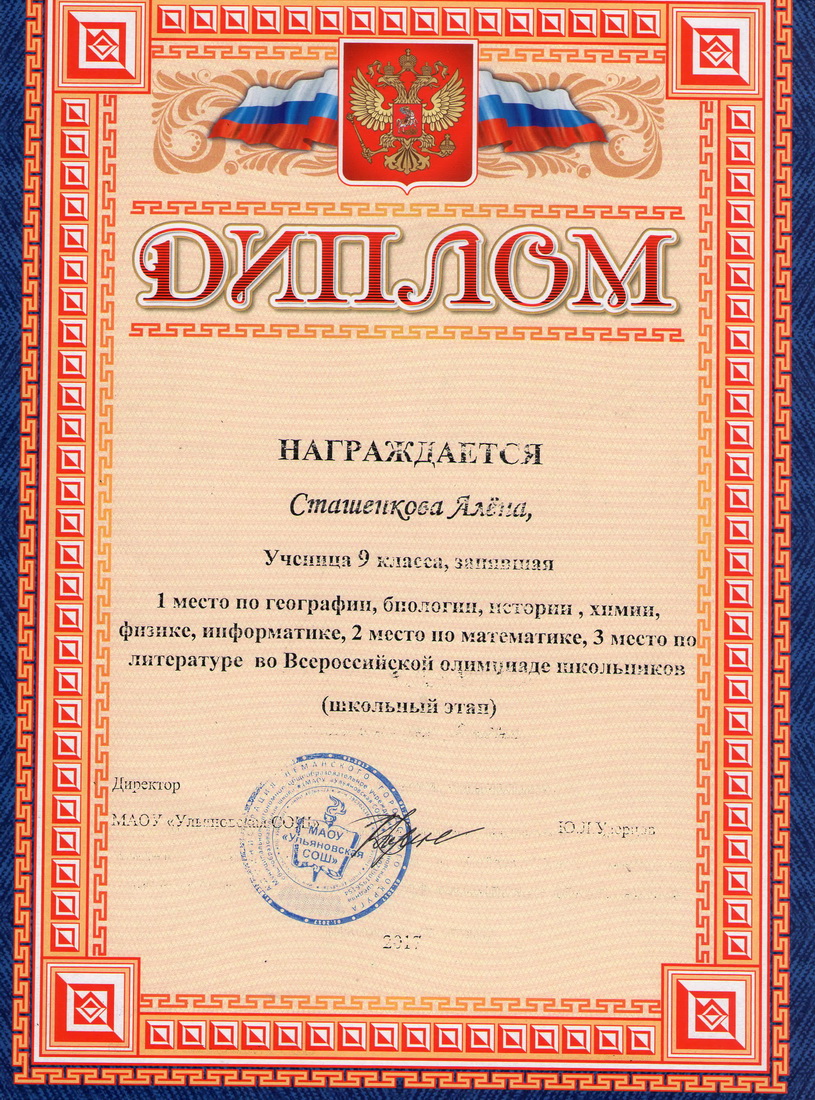 ДИПЛОМ
НАГРАЖДАЕТСЯ
Сташенкова Алёна,
Ученица 9 класса, занявшая
1 место по географии, биологии, истории , химии,
физике, информатике, 2 место по математике, 3 место по
литературе во Всероссийской олимпиаде школьников
(школьный этап)
Директор
МАОУ «Ульяновская СОШ»
МАОУ
«Ульяновская
СОШ»
2017